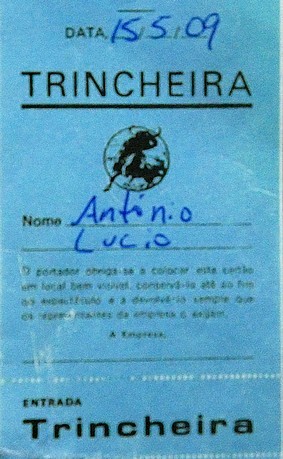 DATA, 15/5/09
TRINCHEIRA
Nome António
Lucio
O portador obriga-se a colocar este cartão
em local bem visível, conservá-lo até ao fim
do espectáculo e a devolvê-lo sempre que
os representantes da empresa o exijam.
A Empresa,
ENTRADA
Trincheira